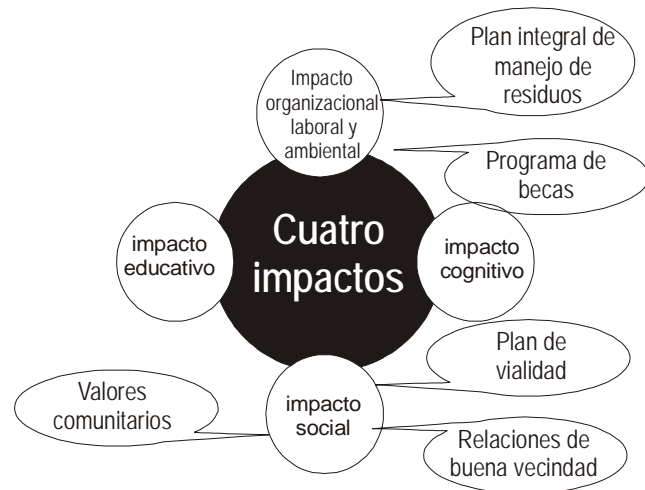 Plan integral de
manejo de
residuos
Impacto
organizacional
laboral y
ambiental
Programa de
becas
Cuatro
impactos
impacto
educativo
impacto
cognitivo
Plan de
vialidad
Valores
comunitarios
impacto
social
Relaciones de
buena vecindad